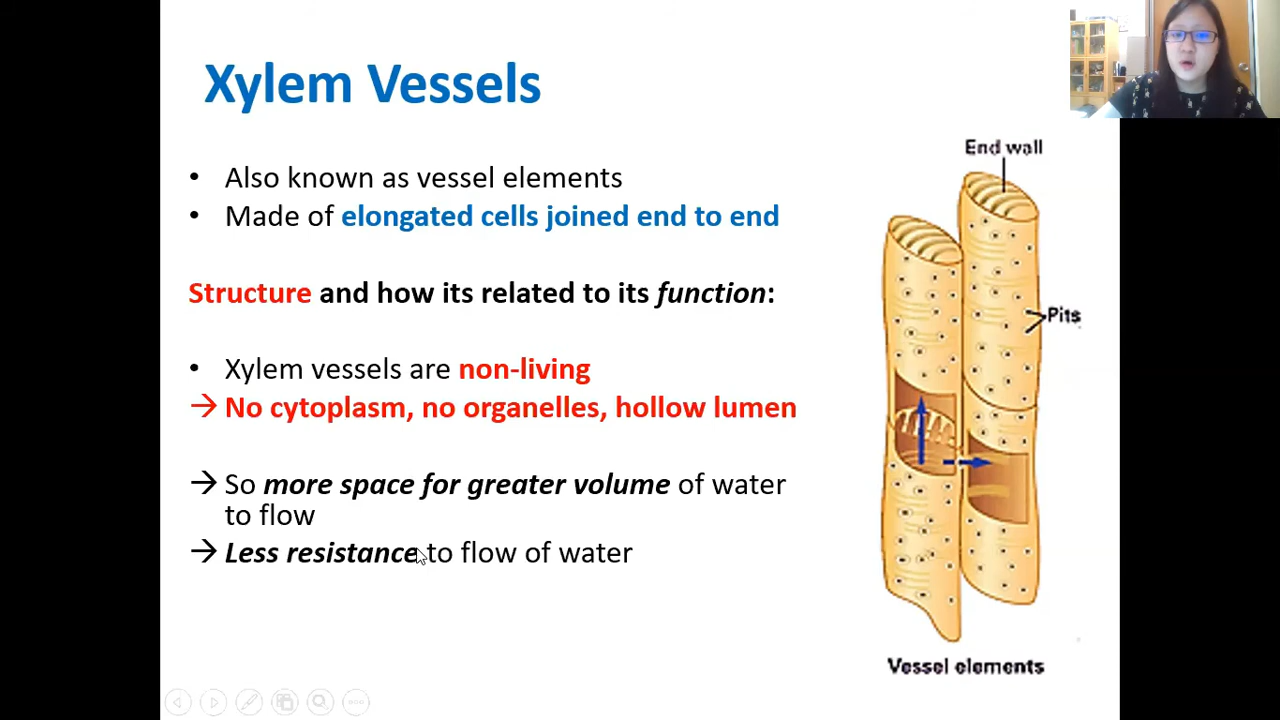 Xylem Vessels
• Also known as vessel elements
• Made of elongated cells joined end to end
Structure and how its related to its function:
• Xylem vessels are non-living
→ No cytoplasm, no organelles, hollow lumen
→ So more space for greater volume of water
to flow
→ Less resistance to flow of water
End wall
Pits
Vessel elements